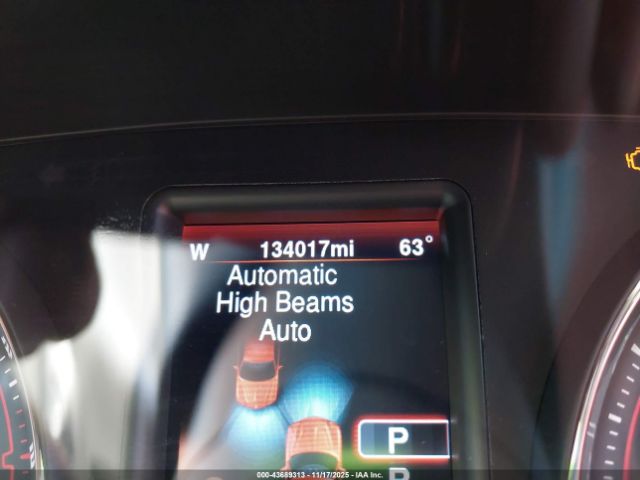 W 134017mi 63°
Automatic
High Beams
Auto
P
R
000-43689313 - 11/17/2025 - IAA Inc.